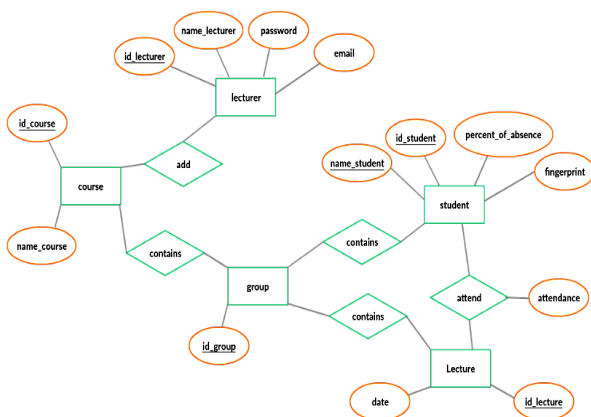 name_lecturer
password
id_lecturer
email
lecturer
id_course
add
course
name_course
contains
id_student
percent_of_absence
name_student
fingerprint
student
contains
group
attend
attendance
contains
id_group
Lecture
date
id_lecture